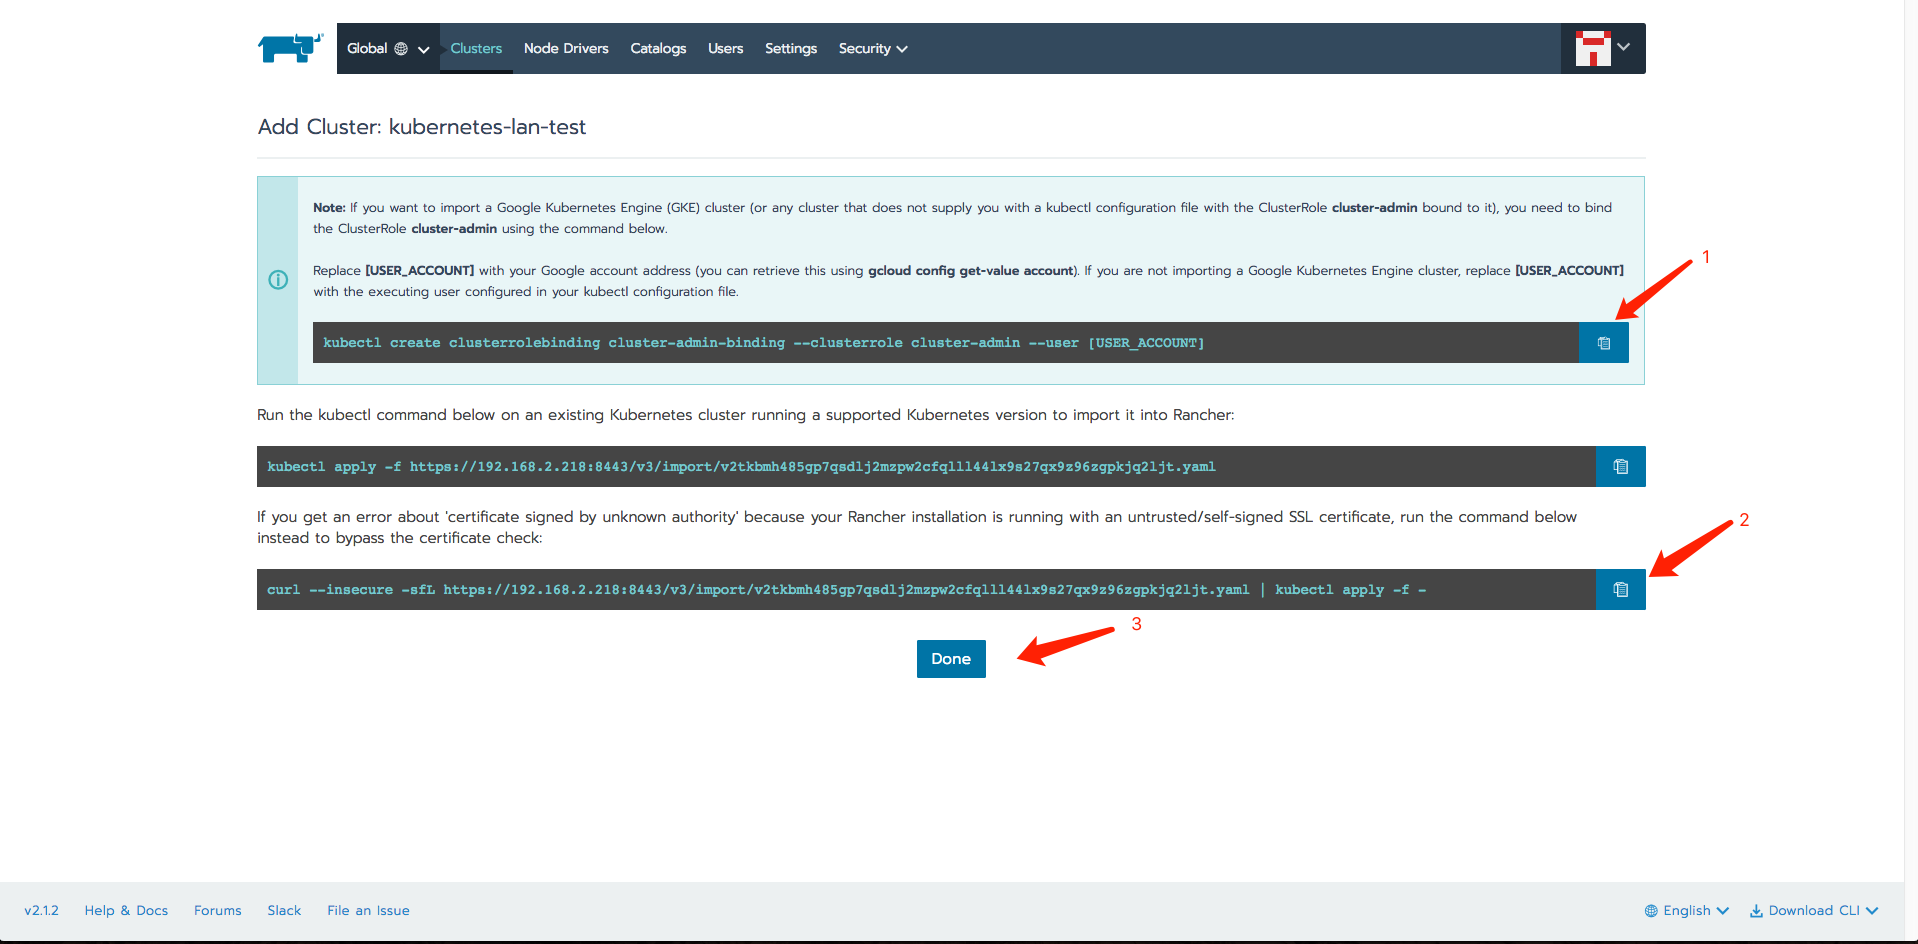 Global Clusters Node Drivers Catalogs Users Settings Security
Add Cluster: kubernetes-lan-test
Note: If you want to import a Google Kubernetes Engine (GKE) cluster (or any cluster that does not supply you with a kubectl configuration file with the ClusterRole cluster-admin bound to it), you need to bind
the ClusterRole cluster-admin using the command below.
1
Replace [USER_ACCOUNT] with your Google account address (you can retrieve this using gcloud config get-value account). If you are not importing a Google Kubernetes Engine cluster, replace [USER_ACCOUNT]
with the executing user configured in your kubectl configuration file.
kubectl create clusterrolebinding cluster-admin-binding --clusterrole cluster-admin --user [USER_ACCOUNT]
Run the kubectl command below on an existing Kubernetes cluster running a supported Kubernetes version to import it into Rancher:
kubectl apply -f https://192.168.2.218:8443/v3/import/v2tkbmh485gp7qsdlj2mzpw2cfqlll44lx9s27qx9z96zgpkjq2ljt.yaml
If you get an error about 'certificate signed by unknown authority' because your Rancher installation is running with an untrusted/self-signed SSL certificate, run the command below
2
instead to bypass the certificate check:
curl --insecure -sfL https://192.168.2.218:8443/v3/import/v2tkbmh485gp7qsdlj2mzpw2cfqlll44lx9s27qx9z96zgpkjq2ljt.yaml | kubectl apply -f -
3
Done
v2.1.2 Help & Docs Forums Slack File an Issue English Download CLI